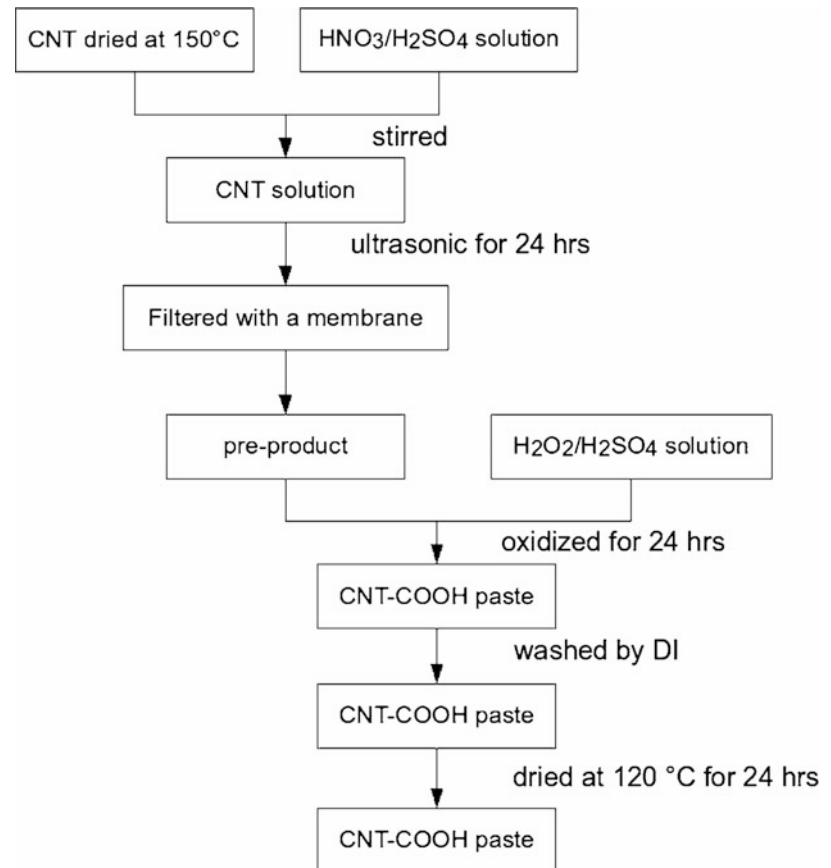 CNT dried at 150°C
HNO3/H2SO4 solution
stirred
CNT solution
ultrasonic for 24 hrs
Filtered with a membrane
pre-product
H2O2/H2SO4 solution
oxidized for 24 hrs
CNT-COOH paste
washed by DI
CNT-COOH paste
dried at 120 °C for 24 hrs
CNT-COOH paste